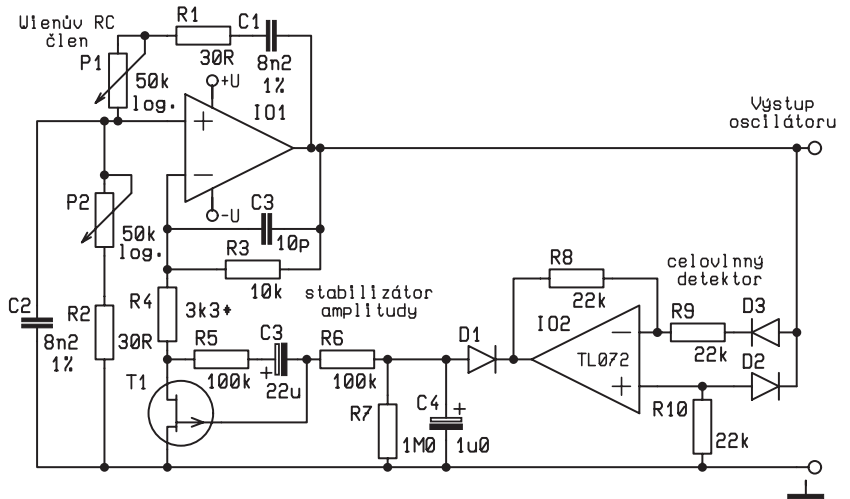 Wienův RC
člen
R1
C1
30R
8n2
1%
P1
50k
log.
+U
IO1
+
−
-U
Výstup
oscilátoru
P2
50k
log.
C3
10p
R3
10k
R4
3k3*
stabilizátor
amplitudy
R8
22k
celovlnný
detektor
C2
8n2
1%
R2
30R
R5
100k
C3
+
22u
R6
100k
D1
IO2
−
TL072
+
R9
22k
D3
D2
T1
R7
1M0
C4
+
1u0
R10
22k